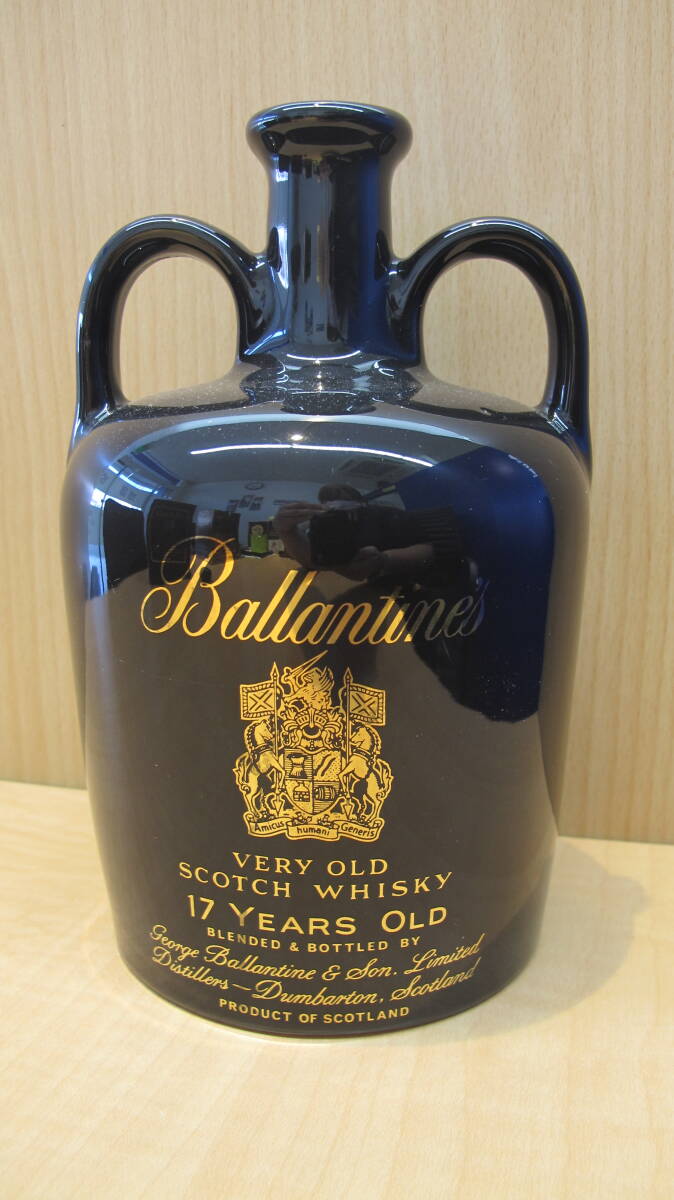 Ballantine's
Amicus humani Generis
VERY OLD
SCOTCH WHISKY
17 YEARS OLD
BLENDED & BOTTLED BY
George Ballantine & Son. Limited
Distillers — Dumbarton, Scotland
PRODUCT OF SCOTLAND